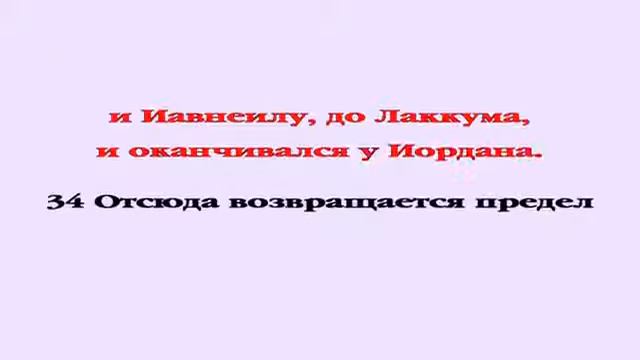 и Иавнеилу, до Лаккума,
и оканчивался у Иордана.
34 Отсюда возвращается предел